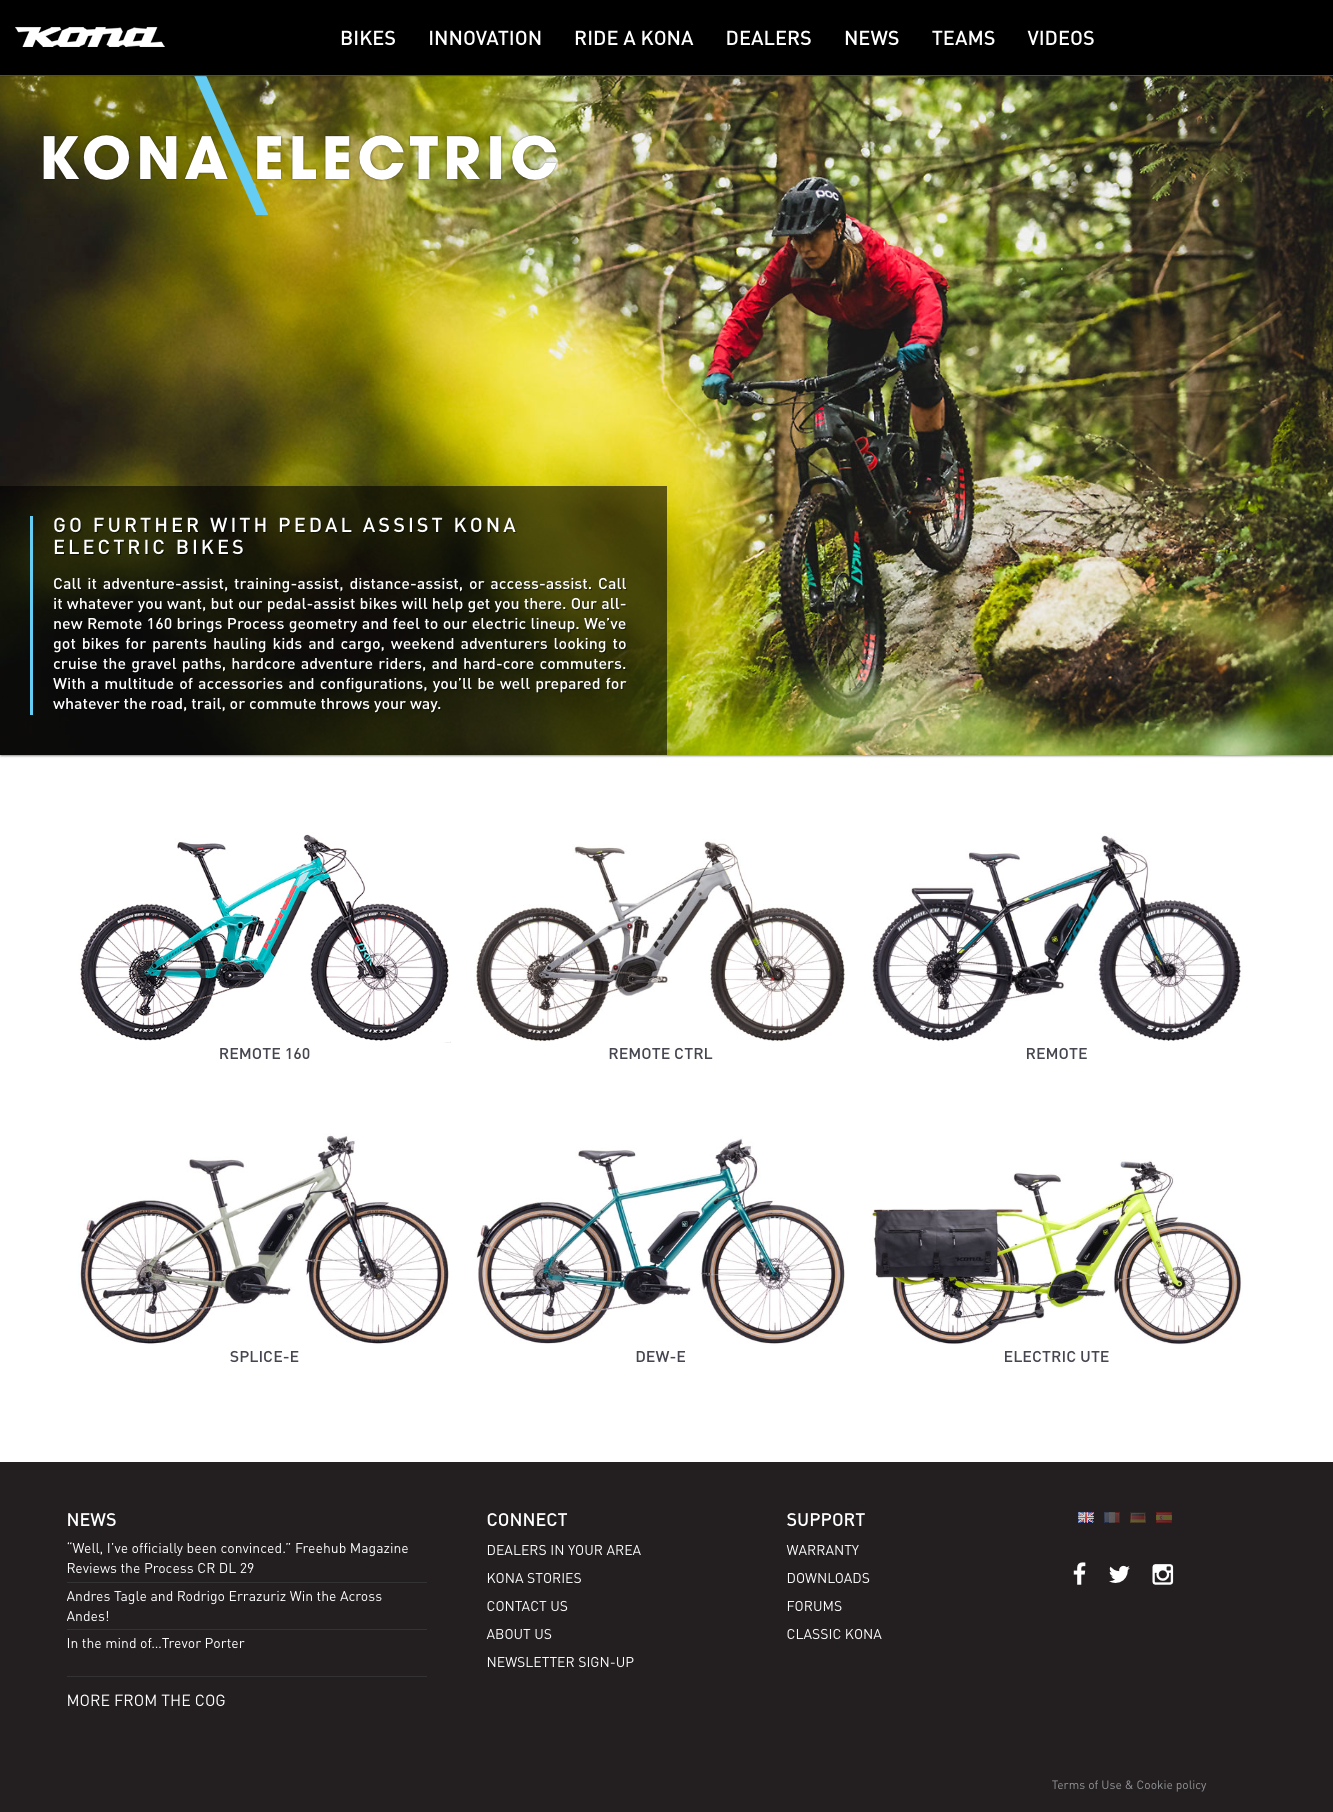 KONA
BIKES INNOVATION RIDE A KONA DEALERS NEWS TEAMS VIDEOS
KONA ELECTRIC
poc
GO FURTHER WITH PEDAL ASSIST KONA
ELECTRIC BIKES
Call it adventure-assist, training-assist, distance-assist, or access-assist. Call
it whatever you want, but our pedal-assist bikes will help get you there. Our all-
new Remote 160 brings Process geometry and feel to our electric lineup. We've
got bikes for parents hauling kids and cargo, weekend adventurers looking to
cruise the gravel paths, hardcore adventure riders, and hard-core commuters.
With a multitude of accessories and configurations, you'll be well prepared for
whatever the road, trail, or commute throws your way.
REMOTE 160
REMOTE CTRL
REMOTE
SPLICE-E
DEW-E
ELECTRIC UTE
NEWS
"Well, I've officially been convinced." Freehub Magazine
Reviews the Process CR DL 29
Andres Tagle and Rodrigo Errazuriz Win the Across
Andes!
In the mind of...Trevor Porter
MORE FROM THE COG
CONNECT
DEALERS IN YOUR AREA
KONA STORIES
CONTACT US
ABOUT US
NEWSLETTER SIGN-UP
SUPPORT
WARRANTY
DOWNLOADS
FORUMS
CLASSIC KONA
Terms of Use & Cookie policy